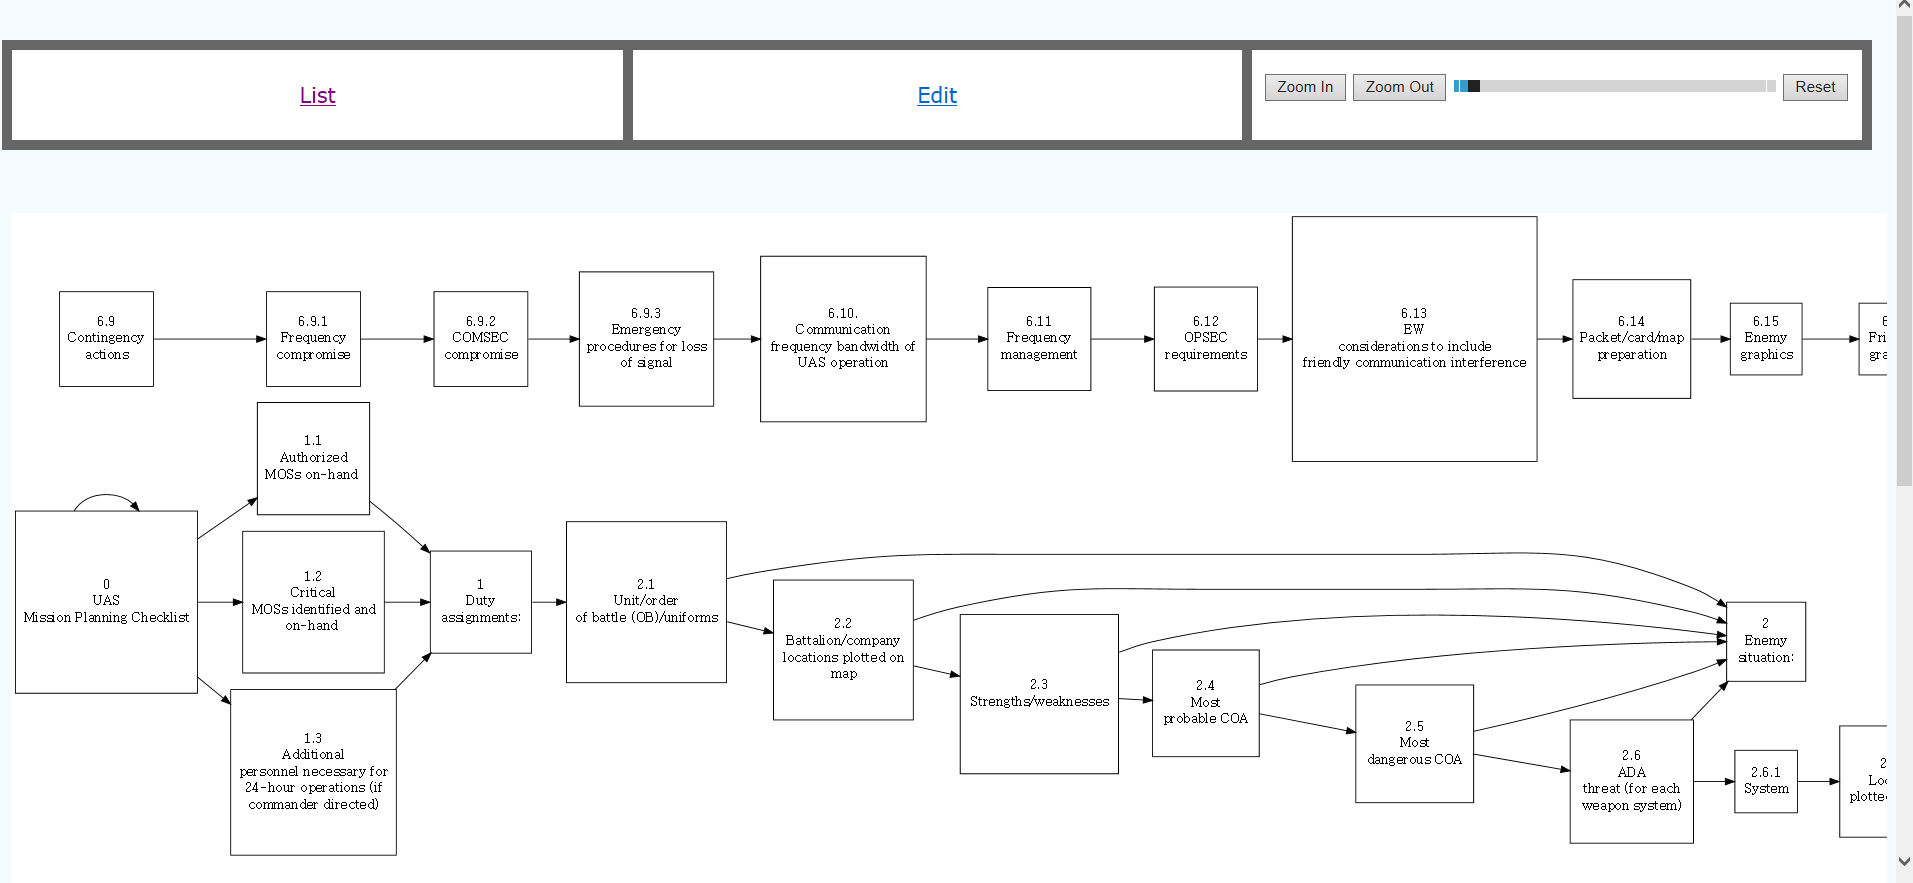 List
Edit
Zoom In
Zoom Out
Reset
6.9
Contingency
actions
6.9.1
Frequency
compromise
6.9.2
COMSEC
compromise
6.9.3
Emergency
procedures for loss
of signal
6.10.
Communication
frequency bandwidth of
UAS operation
6.11
Frequency
management
6.12
OPSEC
requirements
6.13
EW
considerations to include
friendly communication interference
6.14
Packet/card/map
preparation
6.15
Enemy
graphics
6
Fri
gra
1.1
Authorized
MOSs on-hand
0
UAS
Mission Planning Checklist
1.2
Critical
MOSs identified and
on-hand
1.3
Additional
personnel necessary for
24-hour operations (if
commander directed)
1
Duty
assignments:
2.1
Unit/order
of battle (OB)/uniforms
2.2
Battalion/company
locations plotted on
map
2.3
Strengths/weaknesses
2.4
Most
probable COA
2.5
Most
dangerous COA
2.6
ADA
threat (for each
weapon system)
2
Enemy
situation:
2.6.1
System
2
Loc
plotte